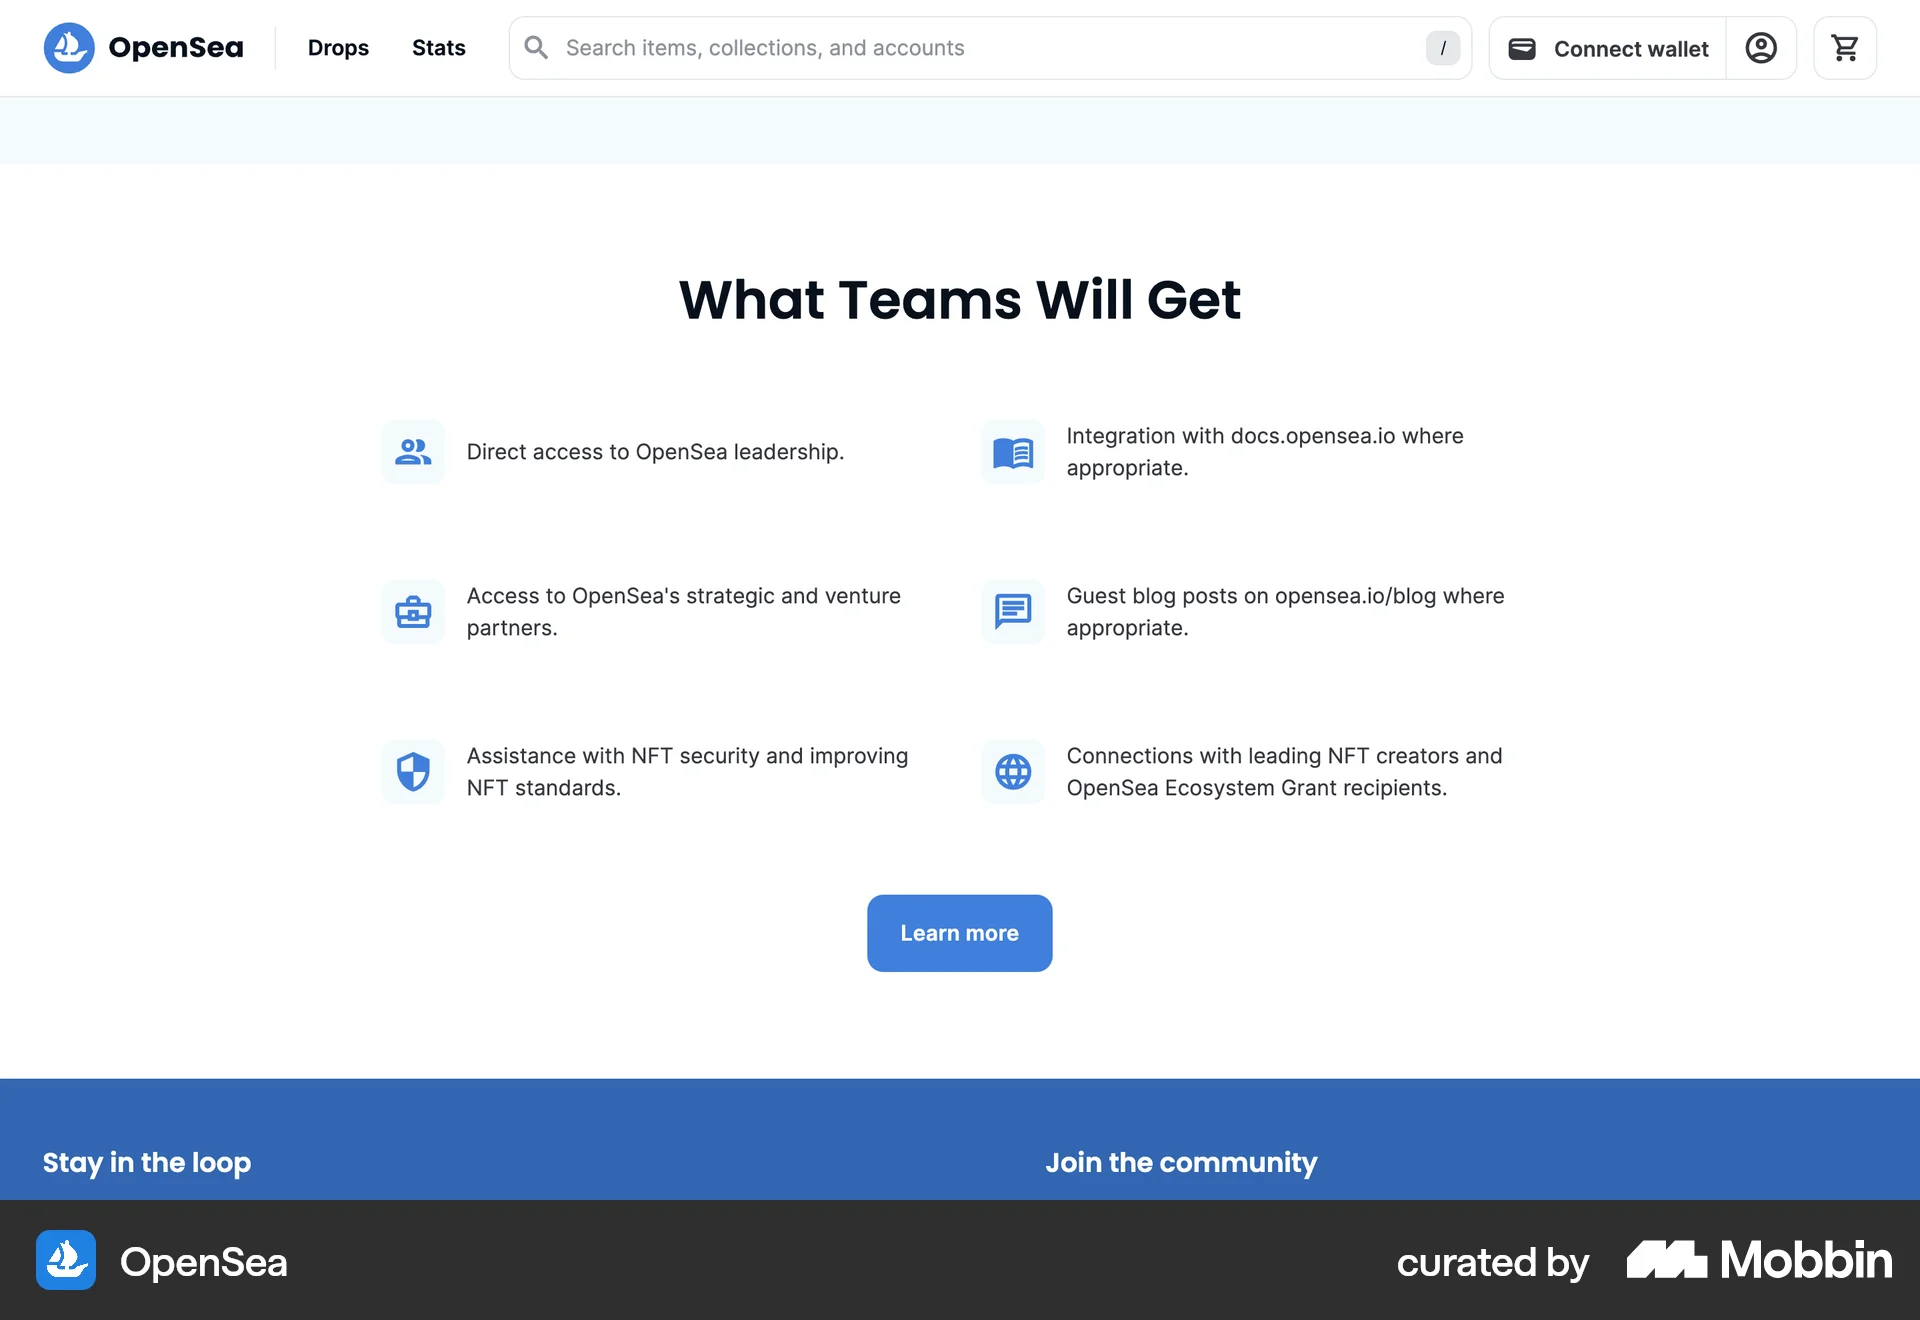 OpenSea
Drops
Stats
Search items, collections, and accounts
/
Connect wallet
What Teams Will Get
Direct access to OpenSea leadership.
Integration with docs.opensea.io where
appropriate.
Access to OpenSea's strategic and venture
partners.
Guest blog posts on opensea.io/blog where
appropriate.
Assistance with NFT security and improving
NFT standards.
Connections with leading NFT creators and
OpenSea Ecosystem Grant recipients.
Learn more
Stay in the loop
Join the community
OpenSea
curated by
Mobbin